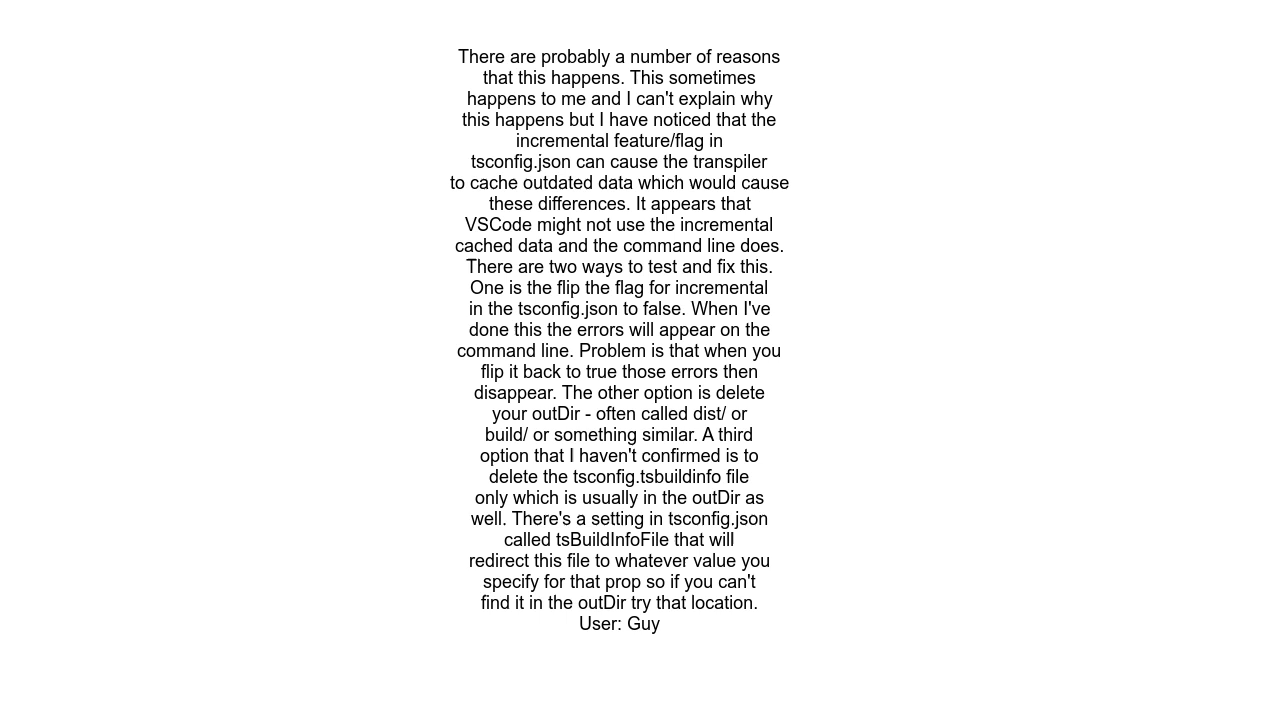 There are probably a number of reasons
that this happens. This sometimes
happens to me and I can't explain why
this happens but I have noticed that the
incremental feature/flag in
tsconfig.json can cause the transpiler
to cache outdated data which would cause
these differences. It appears that
VSCode might not use the incremental
cached data and the command line does.
There are two ways to test and fix this.
One is the flip the flag for incremental
in the tsconfig.json to false. When I've
done this the errors will appear on the
command line. Problem is that when you
flip it back to true those errors then
disappear. The other option is delete
your outDir - often called dist/ or
build/ or something similar. A third
option that I haven't confirmed is to
delete the tsconfig.tsbuildinfo file
only which is usually in the outDir as
well. There's a setting in tsconfig.json
called tsBuildInfoFile that will
redirect this file to whatever value you
specify for that prop so if you can't
find it in the outDir try that location.
User: Guy